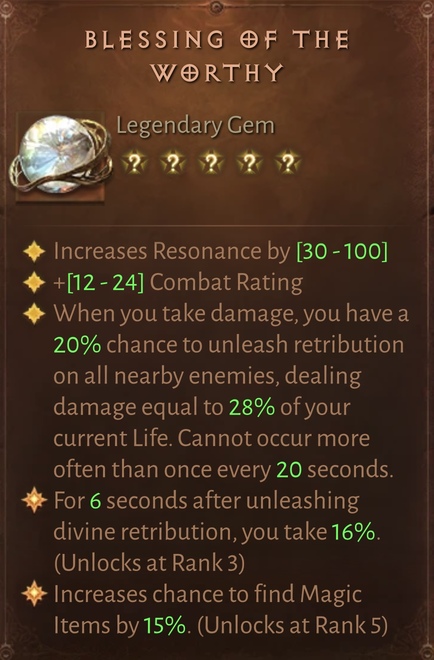 BLESSING OF THE
WORTHY
Legendary Gem
? ? ? ? ?
Increases Resonance by [30 - 100]
+[12 - 24] Combat Rating
When you take damage, you have a
20% chance to unleash retribution
on all nearby enemies, dealing
damage equal to 28% of your
current Life. Cannot occur more
often than once every 20 seconds.
For 6 seconds after unleashing
divine retribution, you take 16%.
(Unlocks at Rank 3)
Increases chance to find Magic
Items by 15%. (Unlocks at Rank 5)